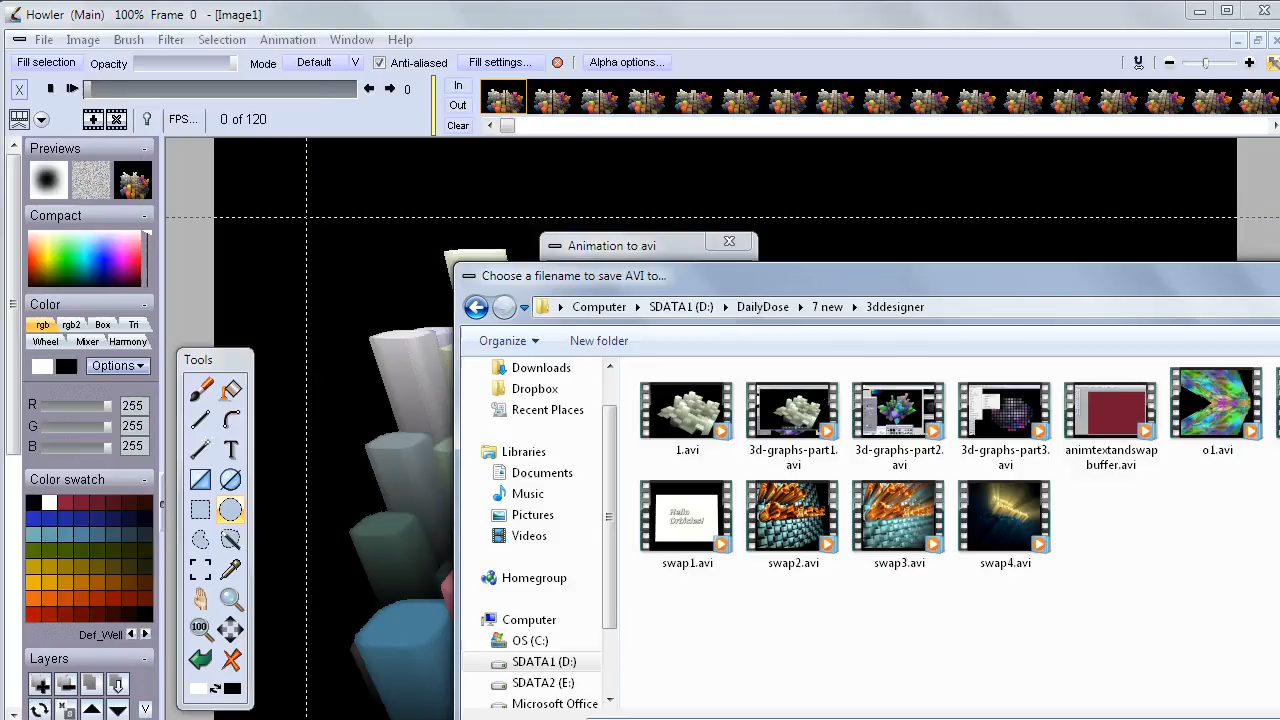 Howler (Main) 100% Frame 0 - [Image1]
File Image Brush Filter Selection Animation Window Help
Fill selection Opacity Mode Default V Anti-aliased Fill settings... Alpha options...
X 0 In
Out
FPS... 0 of 120 Clear
Previews
Compact
Color
rgb rgb2 Box Tri
Wheel Mixer Harmony
Options
R 255
G 255
B 255
Color swatch
Def_Well
Layers
V
Tools
T
100
Animation to avi
Choose a filename to save AVI to...
Computer SDATA1 (D:) DailyDose 7 new 3ddesigner
Organize New folder
Downloads
Dropbox
Recent Places
Libraries
Documents
Music
Pictures
Videos
Homegroup
Computer
OS (C:)
SDATA1 (D:)
SDATA2 (E:)
Microsoft Office
1.avi
3d-graphs-part1.
avi
3d-graphs-part2.
avi
3d-graphs-part3.
avi
animtextandswap
buffer.avi
o1.avi
Hello
Orbicles!
swap1.avi
swap2.avi
swap3.avi
swap4.avi